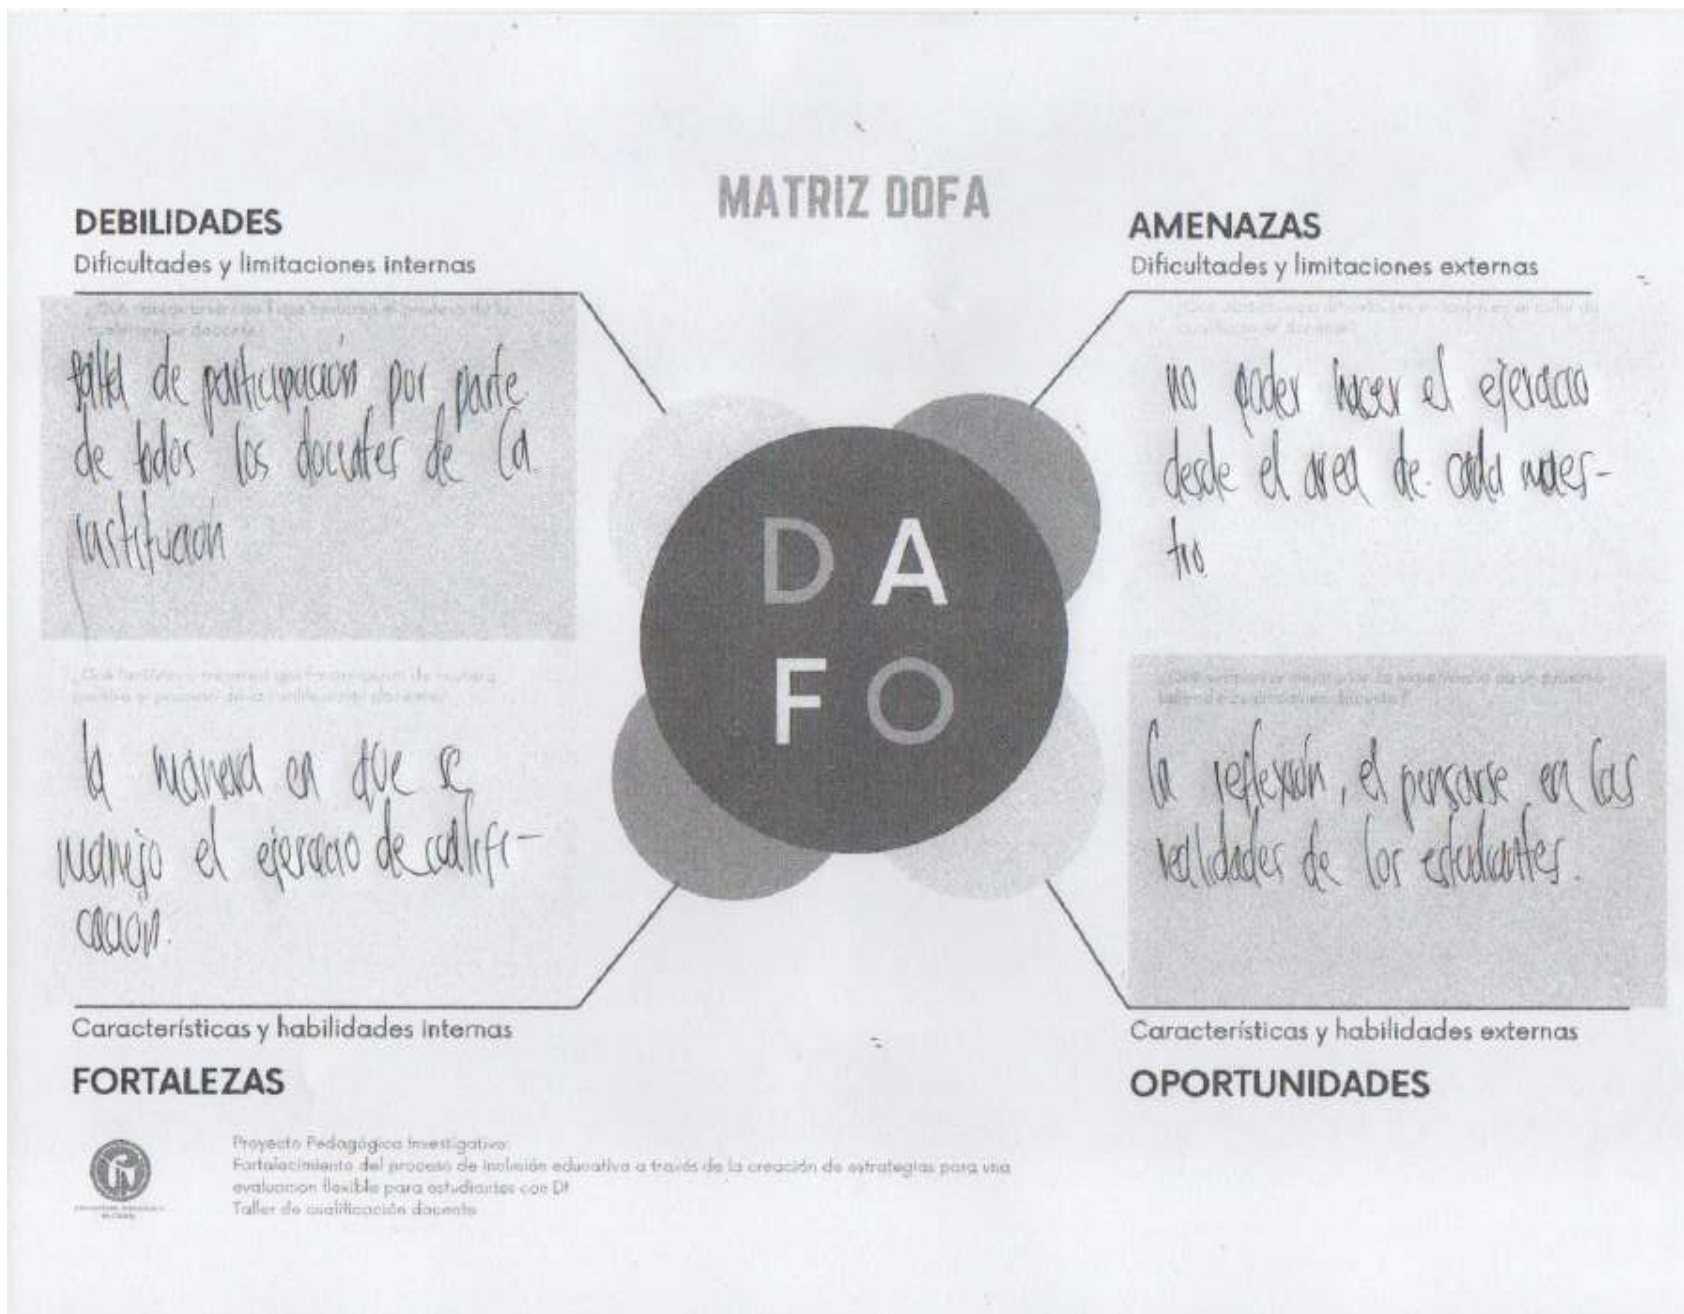 MATRIZ DOFA
DEBILIDADES
Dificultades y limitaciones internas
falta de participación por parte
de todos los docentes de la
institución
AMENAZAS
Dificultades y limitaciones externas
no poder hacer el ejercicio
desde el area de cada maes-
tro.
D A
F O
la manera en que se
manejo el ejercicio de cualifi-
cación.
Características y habilidades internas
FORTALEZAS
la reflexión, el pensarse en las
realidades de los estudiantes.
Características y habilidades externas
OPORTUNIDADES
Proyecto Pedagógico Investigativo:
Fortalecimiento del proceso de inclusión educativa a través de la creación de estrategias para una
evaluacion flexible para estudiantes con DI
Taller de cualificación docente